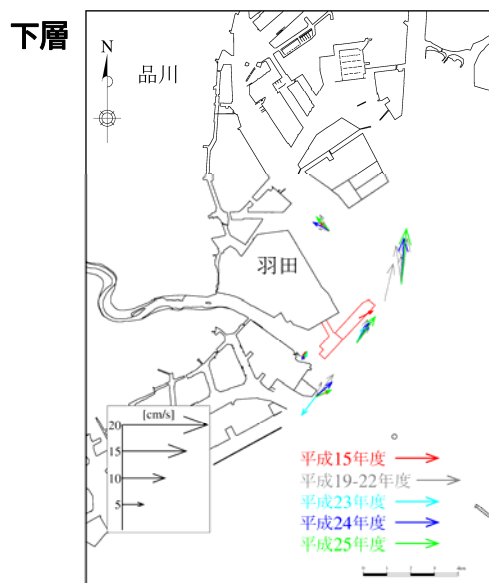 下層
N
品川
羽田
[cm/s]
20
15
10
5
平成15年度
平成19-22年度
平成23年度
平成24年度
平成25年度